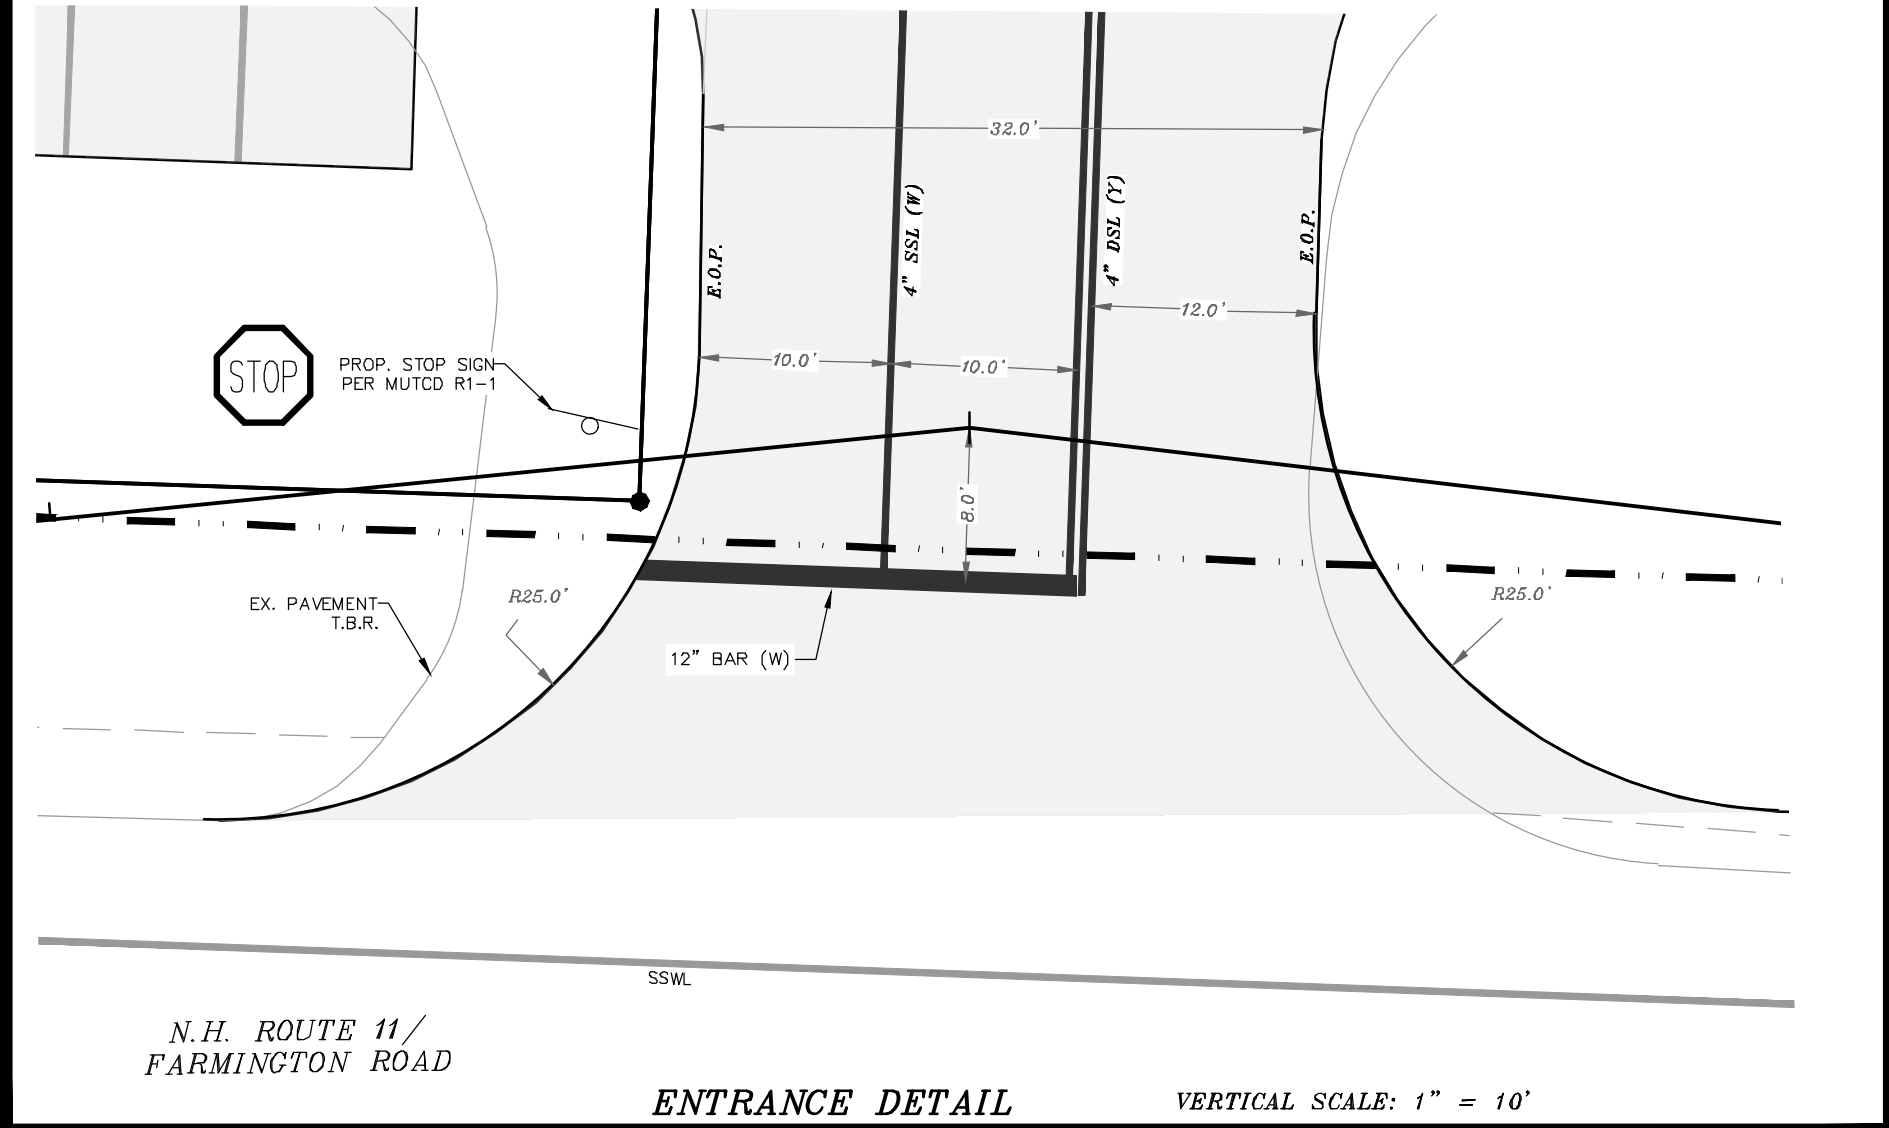 32.0'
4" SSL (W)
4" DSL (Y)
E.O.P.
E.O.P.
12.0'
10.0'
10.0'
STOP
PROP. STOP SIGN
PER MUTCD R1-1
8.0'
R25.0'
R25.0'
EX. PAVEMENT
T.B.R.
12" BAR (W)
SSWL
N.H. ROUTE 11/
FARMINGTON ROAD
ENTRANCE DETAIL
VERTICAL SCALE: 1" = 10'